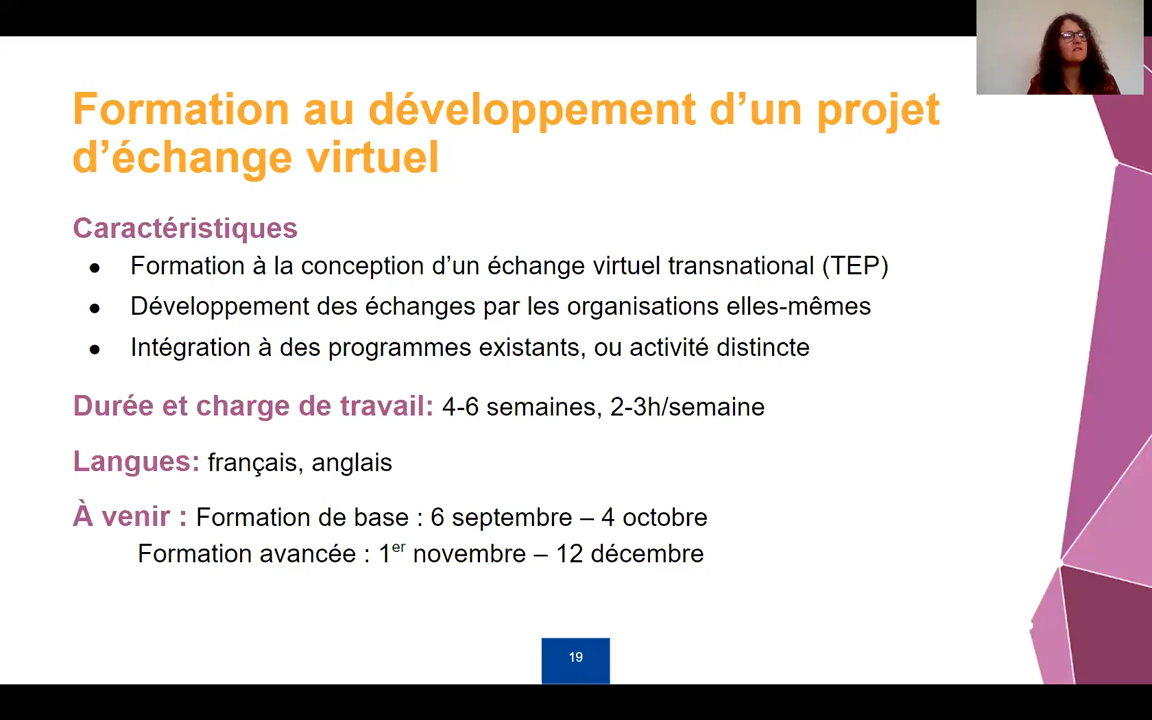 Formation au développement d’un projet
d’échange virtuel
Caractéristiques
● Formation à la conception d’un échange virtuel transnational (TEP)
● Développement des échanges par les organisations elles-mêmes
● Intégration à des programmes existants, ou activité distincte
Durée et charge de travail: 4-6 semaines, 2-3h/semaine
Langues: français, anglais
À venir : Formation de base : 6 septembre – 4 octobre
Formation avancée : 1er novembre – 12 décembre
19